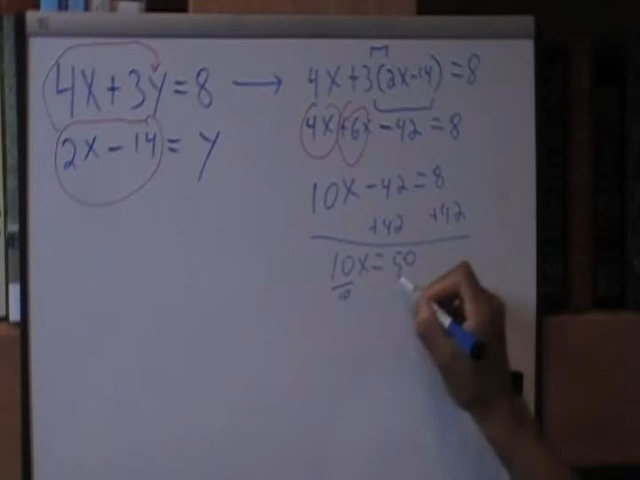 4x+3y=8 → 4x+3(2x-14)=8
2x-14=y
4x+6x-42=8
10x-42=8
+42 +42
10x=50
10